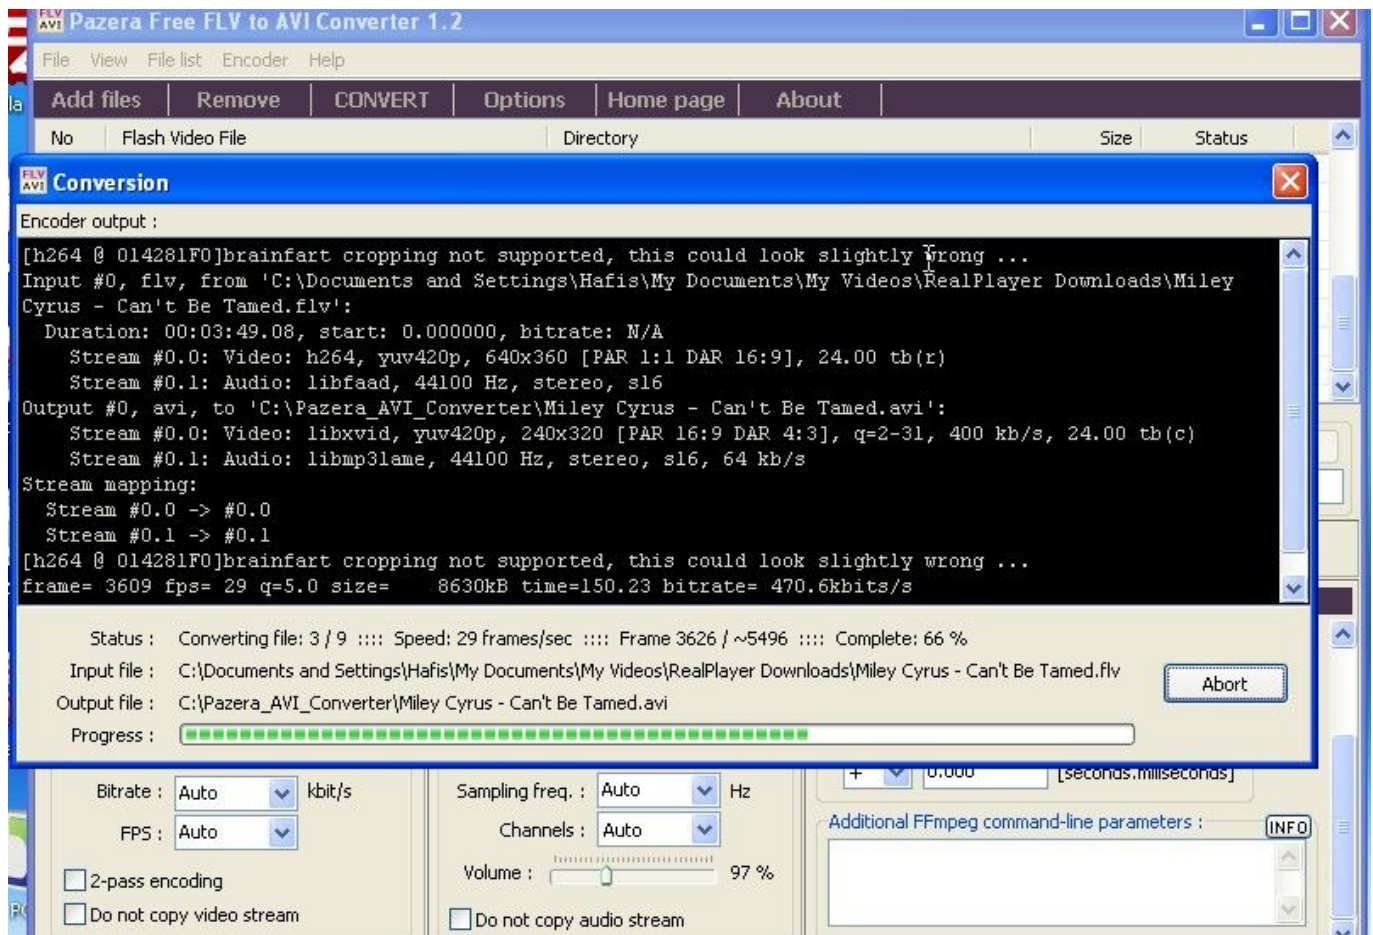 FLV AVI Pazera Free FLV to AVI Converter 1.2
File View File list Encoder Help
la Add files Remove CONVERT Options Home page About
No Flash Video File Directory Size Status
FLV AVI Conversion
Encoder output :
[h264 @ 014281F0]brainfart cropping not supported, this could look slightly wrong ...
Input #0, flv, from 'C:\Documents and Settings\Hafis\My Documents\My Videos\RealPlayer Downloads\Miley
Cyrus - Can't Be Tamed.flv':
Duration: 00:03:49.08, start: 0.000000, bitrate: N/A
Stream #0.0: Video: h264, yuv420p, 640x360 [PAR 1:1 DAR 16:9], 24.00 tb(r)
Stream #0.1: Audio: libfaad, 44100 Hz, stereo, s16
Output #0, avi, to 'C:\Pazera_AVI_Converter\Miley Cyrus - Can't Be Tamed.avi':
Stream #0.0: Video: libxvid, yuv420p, 240x320 [PAR 16:9 DAR 4:3], q=2-31, 400 kb/s, 24.00 tb(c)
Stream #0.1: Audio: libmp3lame, 44100 Hz, stereo, s16, 64 kb/s
Stream mapping:
Stream #0.0 -> #0.0
Stream #0.1 -> #0.1
[h264 @ 014281F0]brainfart cropping not supported, this could look slightly wrong ...
frame= 3609 fps= 29 q=5.0 size= 8630kB time=150.23 bitrate= 470.6kbits/s
Status : Converting file: 3 / 9 :::: Speed: 29 frames/sec :::: Frame 3626 / ~5496 :::: Complete: 66 %
Input file : C:\Documents and Settings\Hafis\My Documents\My Videos\RealPlayer Downloads\Miley Cyrus - Can't Be Tamed.flv
Abort
Output file : C:\Pazera_AVI_Converter\Miley Cyrus - Can't Be Tamed.avi
Progress :
Bitrate : Auto kbit/s Sampling freq. : Auto Hz + 0.000 [seconds.miliseconds]
FPS : Auto Channels : Auto Additional FFmpeg command-line parameters : INFO
Volume : 97 %
2-pass encoding
Do not copy video stream Do not copy audio stream